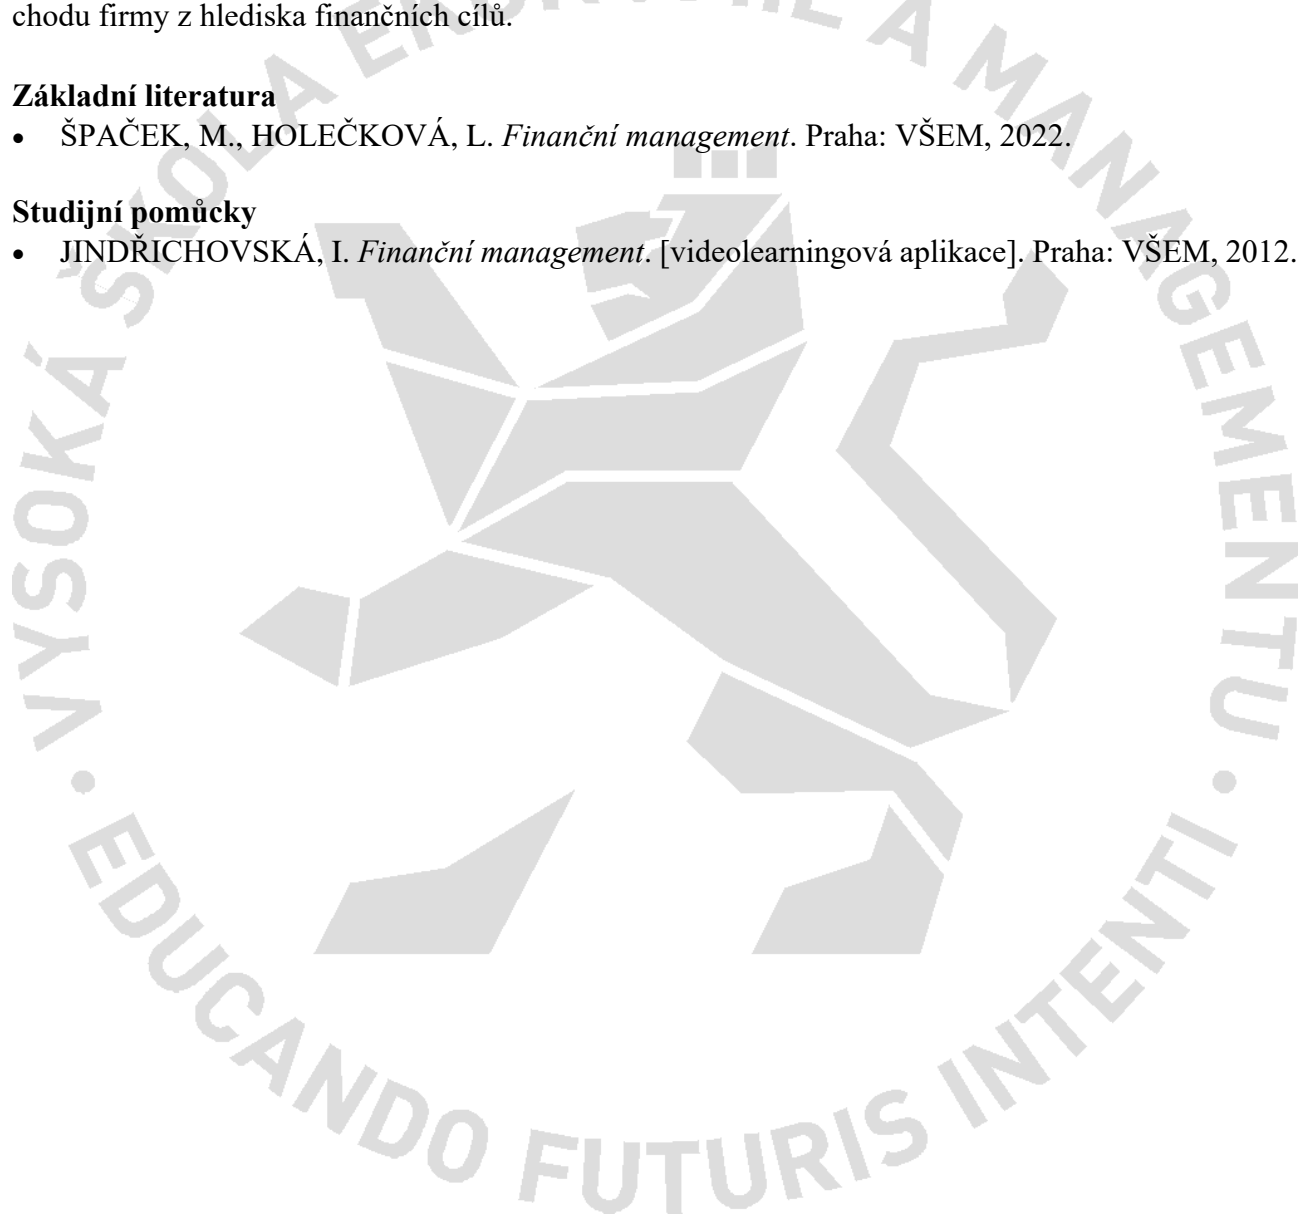 chodu firmy z hlediska finančních cílů.
Základní literatura
• ŠPAČEK, M., HOLEČKOVÁ, L. Finanční management. Praha: VŠEM, 2022.
Studijní pomůcky
• JINDŘICHOVSKÁ, I. Finanční management. [videolearningová aplikace]. Praha: VŠEM, 2012.
VYSOKÁ ŠKOLA EKONOMIE A MANAGEMENTU • EDUCANDO FUTURIS INTENTI •